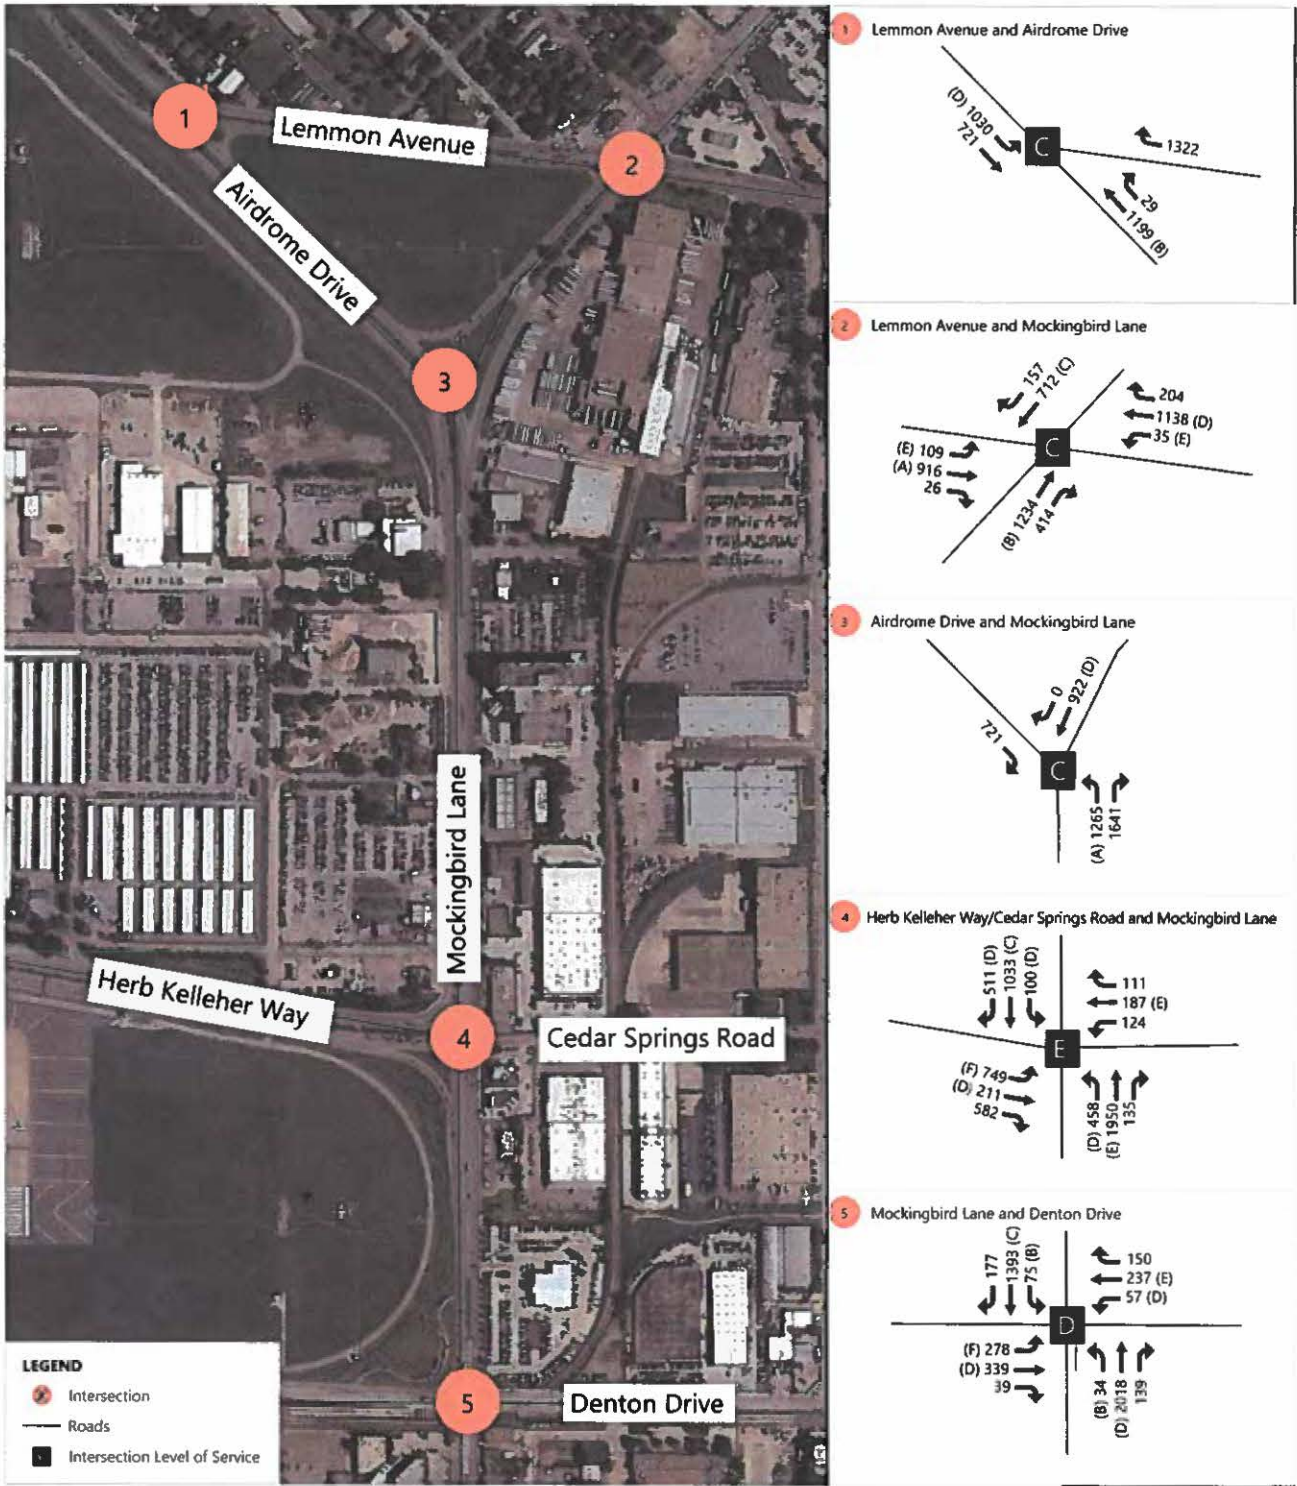 1
Lemmon Avenue
2
Airdrome Drive
3
Mockingbird Lane
Herb Kelleher Way
4
Cedar Springs Road
5
Denton Drive
LEGEND
Intersection
Roads
Intersection Level of Service
1 Lemmon Avenue and Airdrome Drive
(D) 1030
721
C
1322
29
1199 (B)
2 Lemmon Avenue and Mockingbird Lane
157
712 (C)
204
1138 (D)
35 (E)
C
(E) 109
(A) 916
26
(B) 1234
414
3 Airdrome Drive and Mockingbird Lane
0
922 (D)
721
C
(A) 1265
1641
4 Herb Kelleher Way/Cedar Springs Road and Mockingbird Lane
511 (D)
1033 (C)
100 (D)
111
187 (E)
124
E
(F) 749
(D) 211
582
(D) 458
(E) 1950
135
5 Mockingbird Lane and Denton Drive
177
1393 (C)
75 (B)
150
237 (E)
57 (D)
D
(F) 278
(D) 339
39
(B) 34
(D) 2018
139